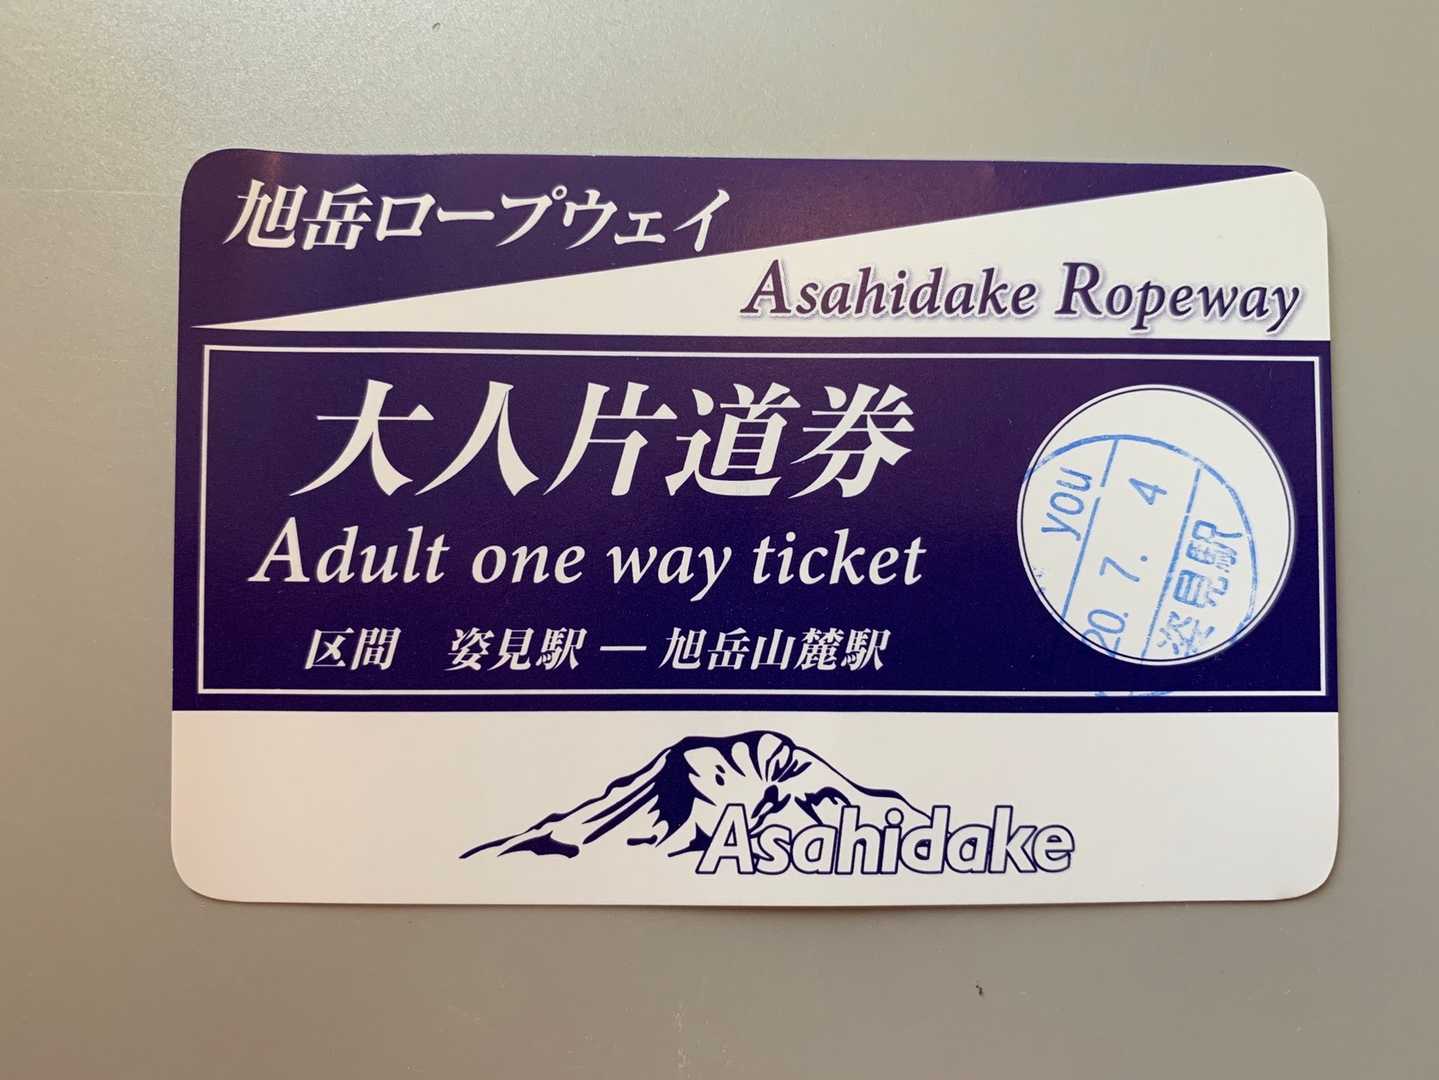 旭岳ロープウェイ
Asahidake Ropeway
大人片道券
Adult one way ticket
区間 姿見駅 — 旭岳山麓駅
you
20. 7. 4
姿見駅
Asahidake